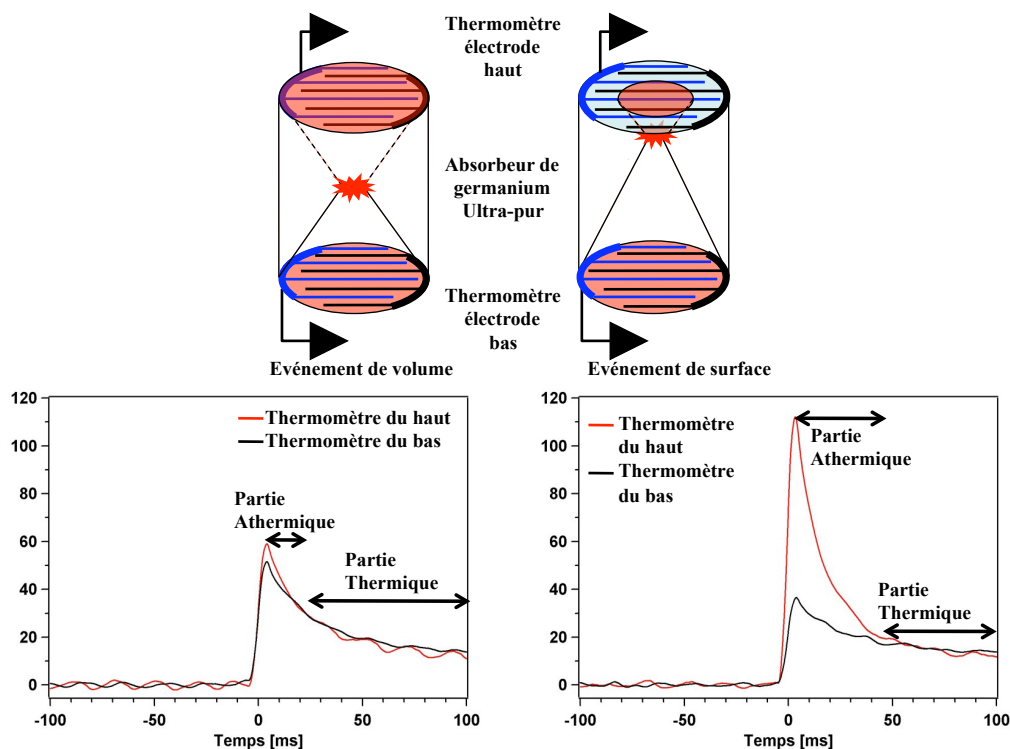 Thermomètre
électrode
haut
Absorbeur de
germanium
Ultra-pur
Thermomètre
électrode
bas
Evénement de volume
Evénement de surface
120
100
80
60
40
20
0
-100
-50
0
50
100
Temps [ms]
Thermomètre du haut
Thermomètre du bas
Partie
Athermique
Partie
Thermique
120
100
80
60
40
20
0
-100
-50
0
50
100
Temps [ms]
Thermomètre
du haut
Thermomètre
du bas
Partie
Athermique
Partie
Thermique